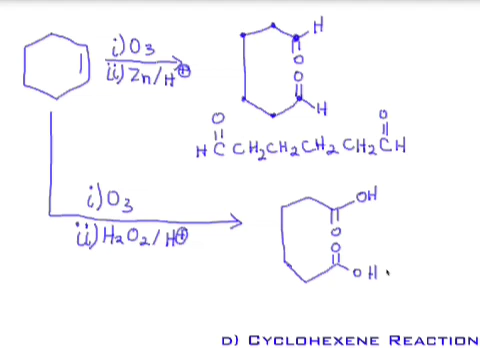 i) O3
ii) Zn/H⊕
H
O
O
H
O O
HCCH2CH2CH2CH2CH
i) O3
ii) H2O2/H⊕
OH
O
O
OH.
D) CYCLOHEXENE REACTION